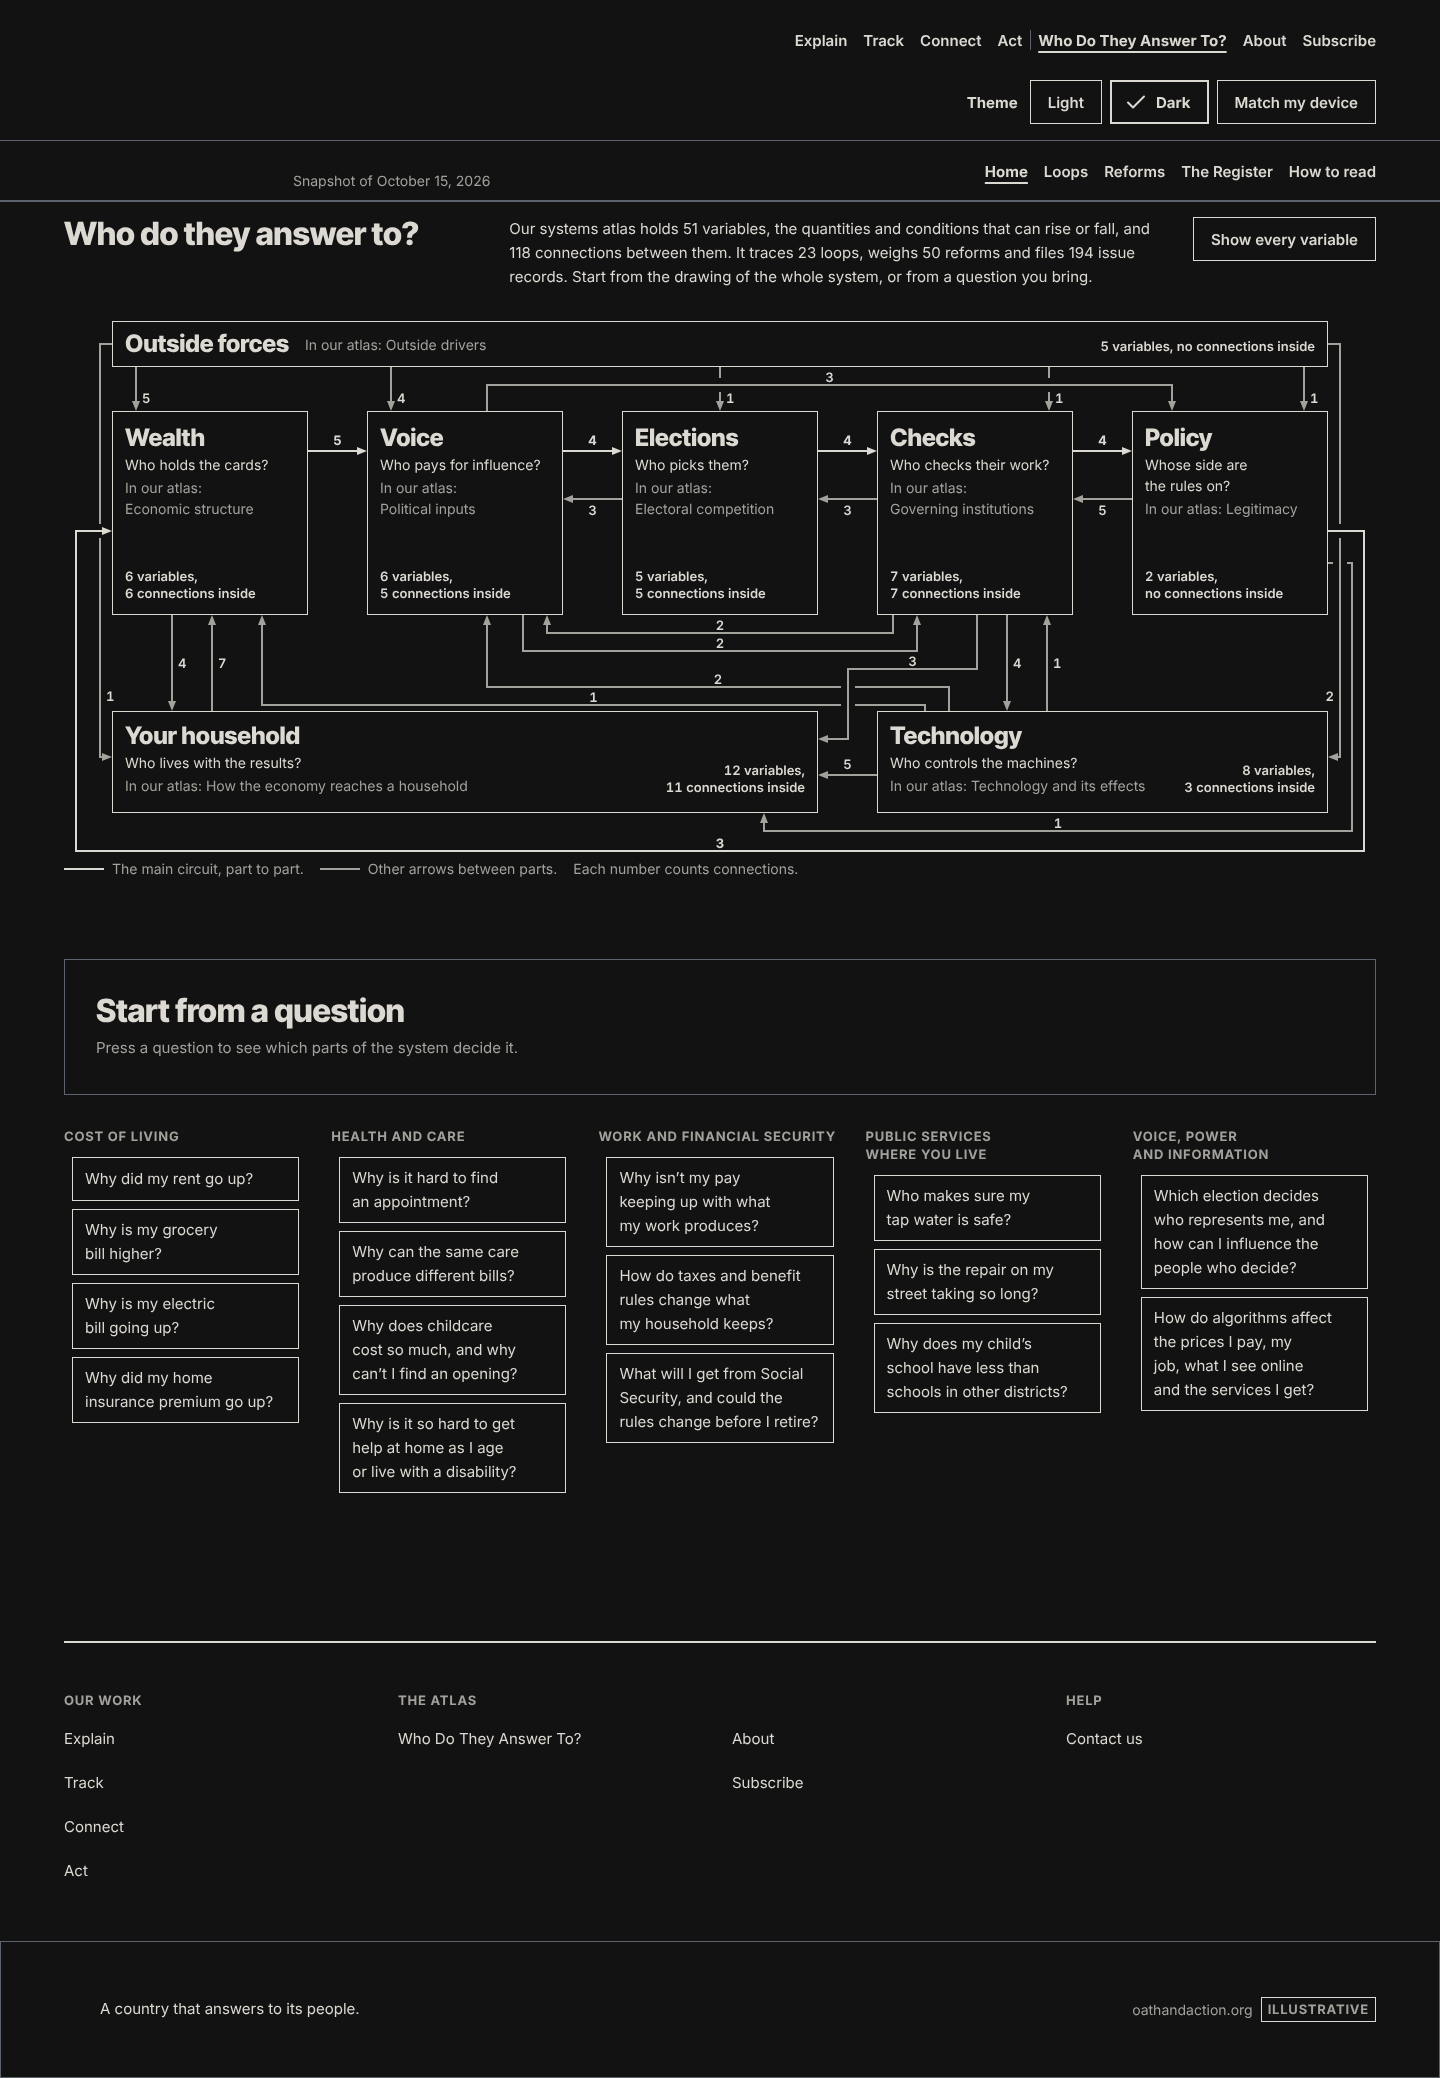 Explain Track Connect Act Who Do They Answer To? About Subscribe
Theme Light Dark Match my device
Snapshot of October 15, 2026
Home Loops Reforms The Register How to read
Who do they answer to?
Our systems atlas holds 51 variables, the quantities and conditions that can rise or fall, and
118 connections between them. It traces 23 loops, weighs 50 reforms and files 194 issue
records. Start from the drawing of the whole system, or from a question you bring.
Show every variable
Outside forces In our atlas: Outside drivers
5 variables, no connections inside
3
5 4 1 1 1
Wealth
Who holds the cards?
In our atlas:
Economic structure
6 variables,
6 connections inside
5
Voice
Who pays for influence?
In our atlas:
Political inputs
6 variables,
5 connections inside
4
3
Elections
Who picks them?
In our atlas:
Electoral competition
5 variables,
5 connections inside
4
3
Checks
Who checks their work?
In our atlas:
Governing institutions
7 variables,
7 connections inside
4
5
Policy
Whose side are
the rules on?
In our atlas: Legitimacy
2 variables,
no connections inside
2
2
4 7 3 4 1
2
1 1 2
Your household
Who lives with the results?
In our atlas: How the economy reaches a household
12 variables,
11 connections inside
5
Technology
Who controls the machines?
In our atlas: Technology and its effects
8 variables,
3 connections inside
1
3
The main circuit, part to part. Other arrows between parts. Each number counts connections.
Start from a question
Press a question to see which parts of the system decide it.
COST OF LIVING
Why did my rent go up?
Why is my grocery
bill higher?
Why is my electric
bill going up?
Why did my home
insurance premium go up?
HEALTH AND CARE
Why is it hard to find
an appointment?
Why can the same care
produce different bills?
Why does childcare
cost so much, and why
can’t I find an opening?
Why is it so hard to get
help at home as I age
or live with a disability?
WORK AND FINANCIAL SECURITY
Why isn’t my pay
keeping up with what
my work produces?
How do taxes and benefit
rules change what
my household keeps?
What will I get from Social
Security, and could the
rules change before I retire?
PUBLIC SERVICES
WHERE YOU LIVE
Who makes sure my
tap water is safe?
Why is the repair on my
street taking so long?
Why does my child’s
school have less than
schools in other districts?
VOICE, POWER
AND INFORMATION
Which election decides
who represents me, and
how can I influence the
people who decide?
How do algorithms affect
the prices I pay, my
job, what I see online
and the services I get?
OUR WORK
Explain
Track
Connect
Act
THE ATLAS
Who Do They Answer To?
About
Subscribe
HELP
Contact us
A country that answers to its people.
oathandaction.org ILLUSTRATIVE